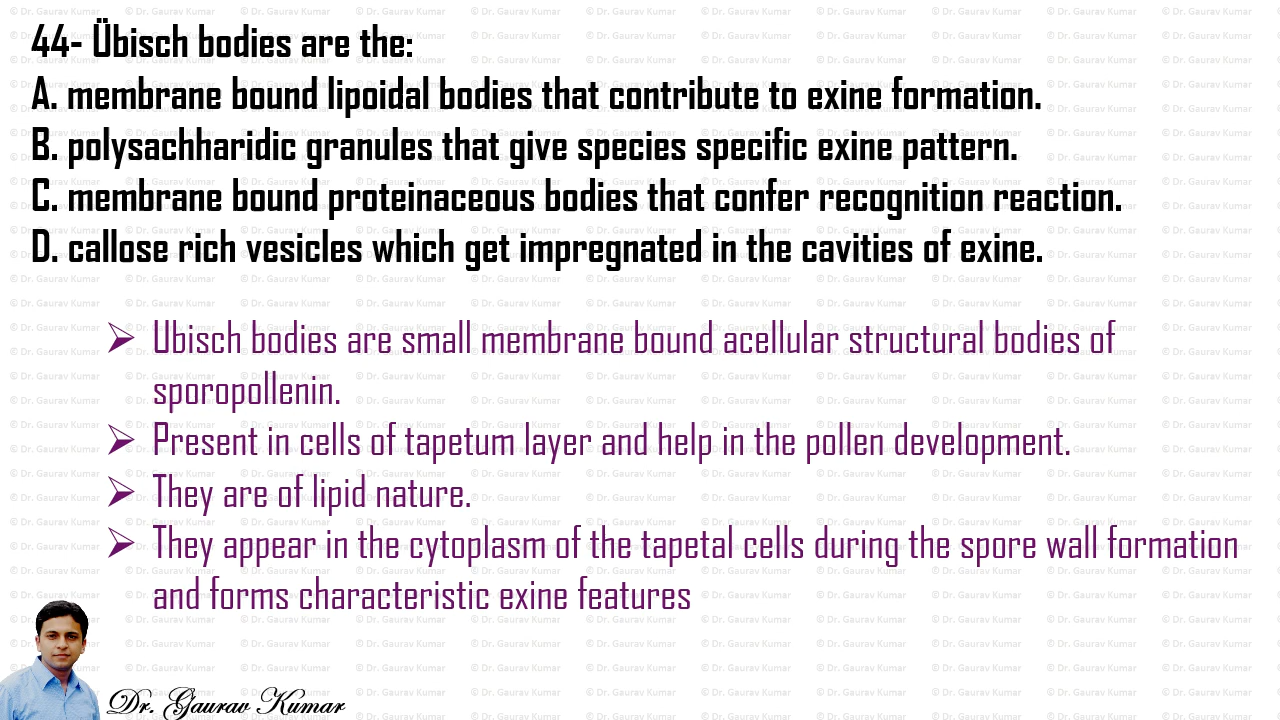 44- Übisch bodies are the:
A. membrane bound lipoidal bodies that contribute to exine formation.
B. polysachharidic granules that give species specific exine pattern.
C. membrane bound proteinaceous bodies that confer recognition reaction.
D. callose rich vesicles which get impregnated in the cavities of exine.
Ubisch bodies are small membrane bound acellular structural bodies of
sporopollenin.
Present in cells of tapetum layer and help in the pollen development.
They are of lipid nature.
They appear in the cytoplasm of the tapetal cells during the spore wall formation
and forms characteristic exine features
Dr. Gaurav Kumar
© Dr. Gaurav Kumar